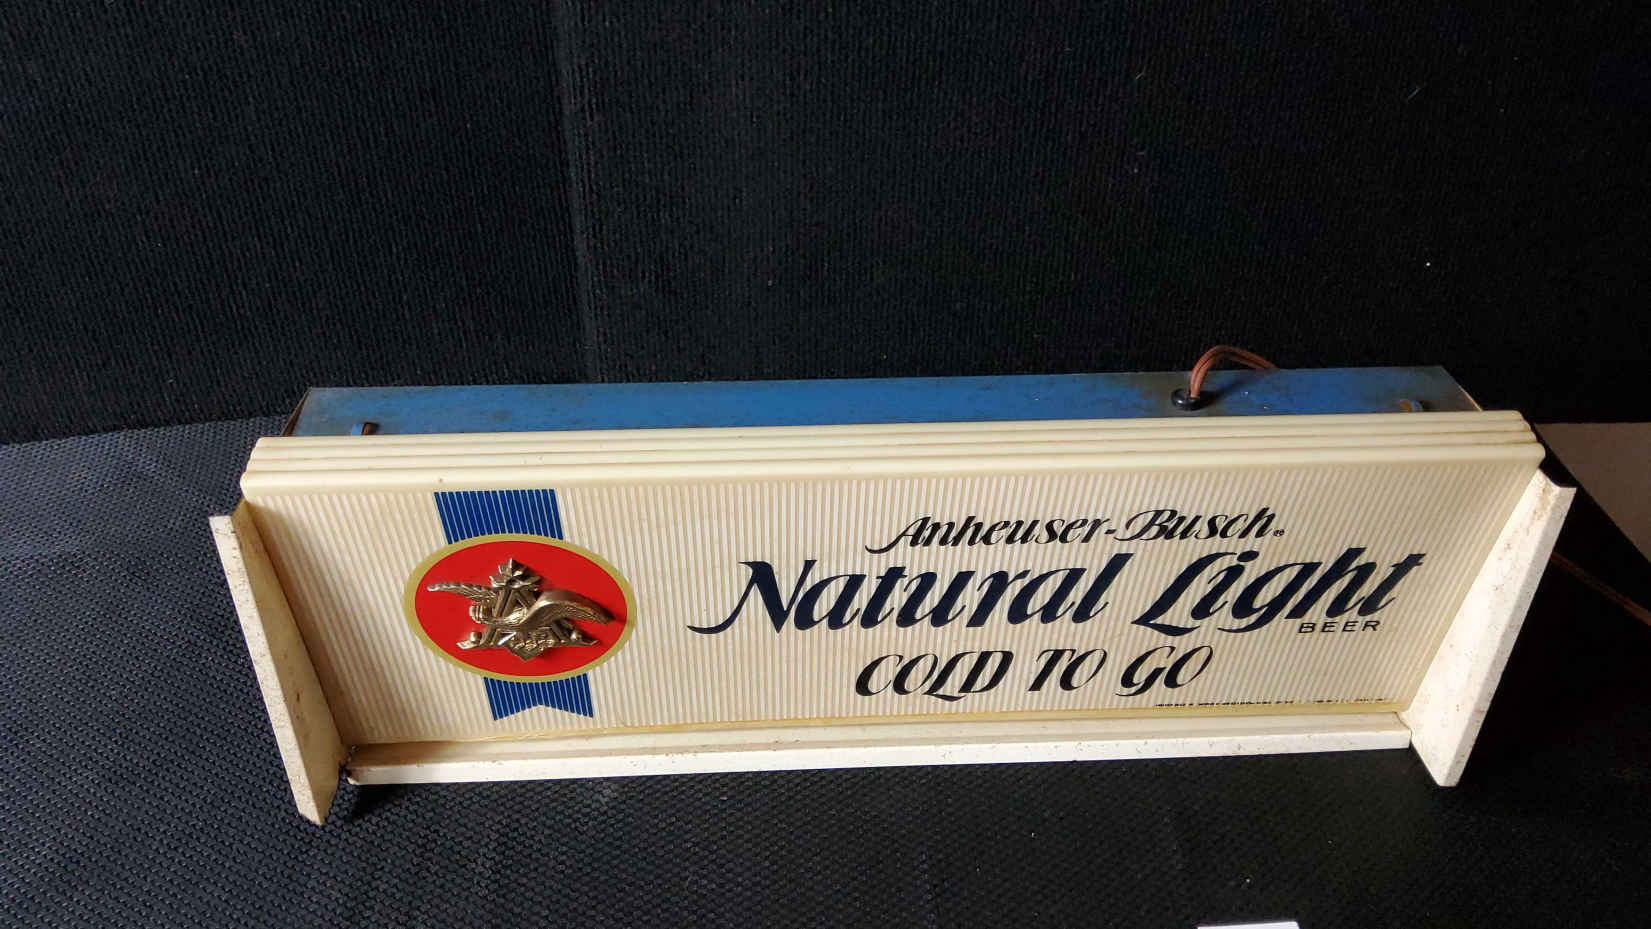 Anheuser-Busch®
Natural Light
BEER
COLD TO GO